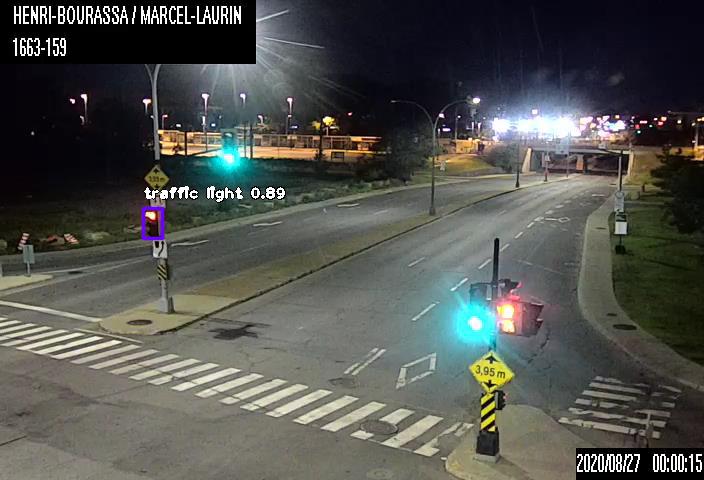 HENRI-BOURASSA / MARCEL-LAURIN
1663-159
traffic light 0.89
3,95 m
2020/08/27 00:00:15